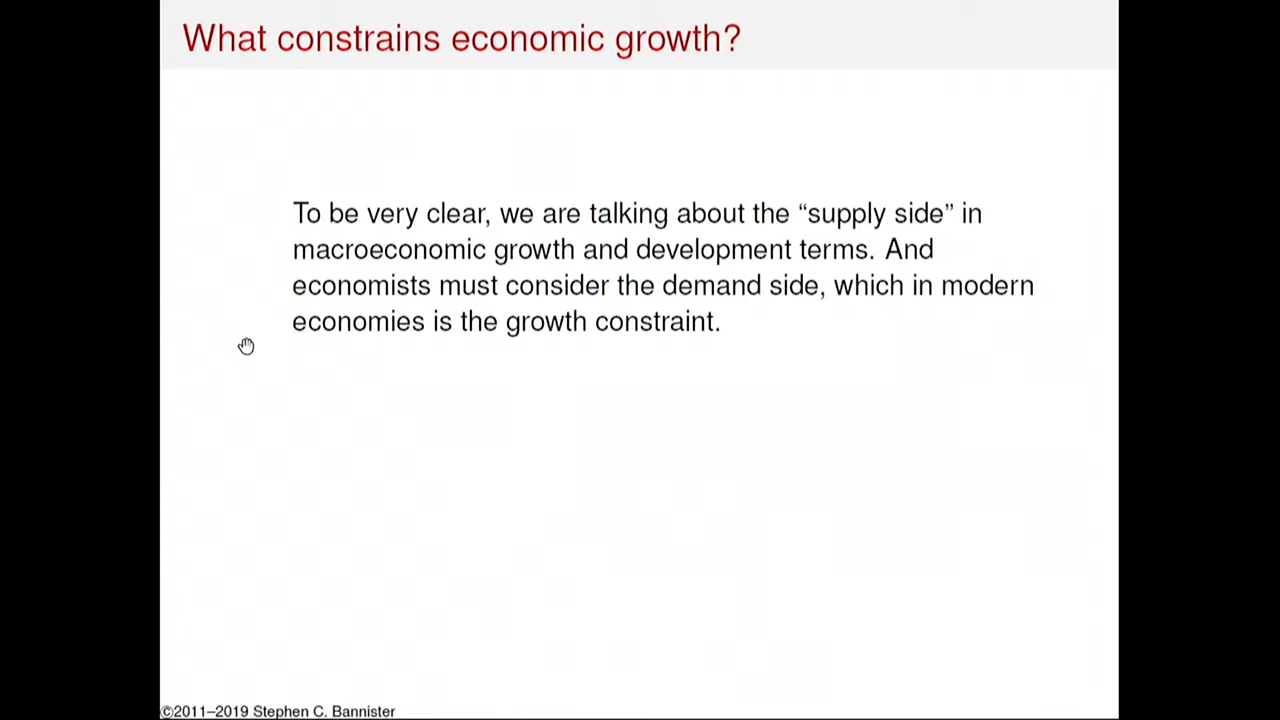 What constrains economic growth?
To be very clear, we are talking about the “supply side” in
macroeconomic growth and development terms. And
economists must consider the demand side, which in modern
economies is the growth constraint.
©2011–2019 Stephen C. Bannister